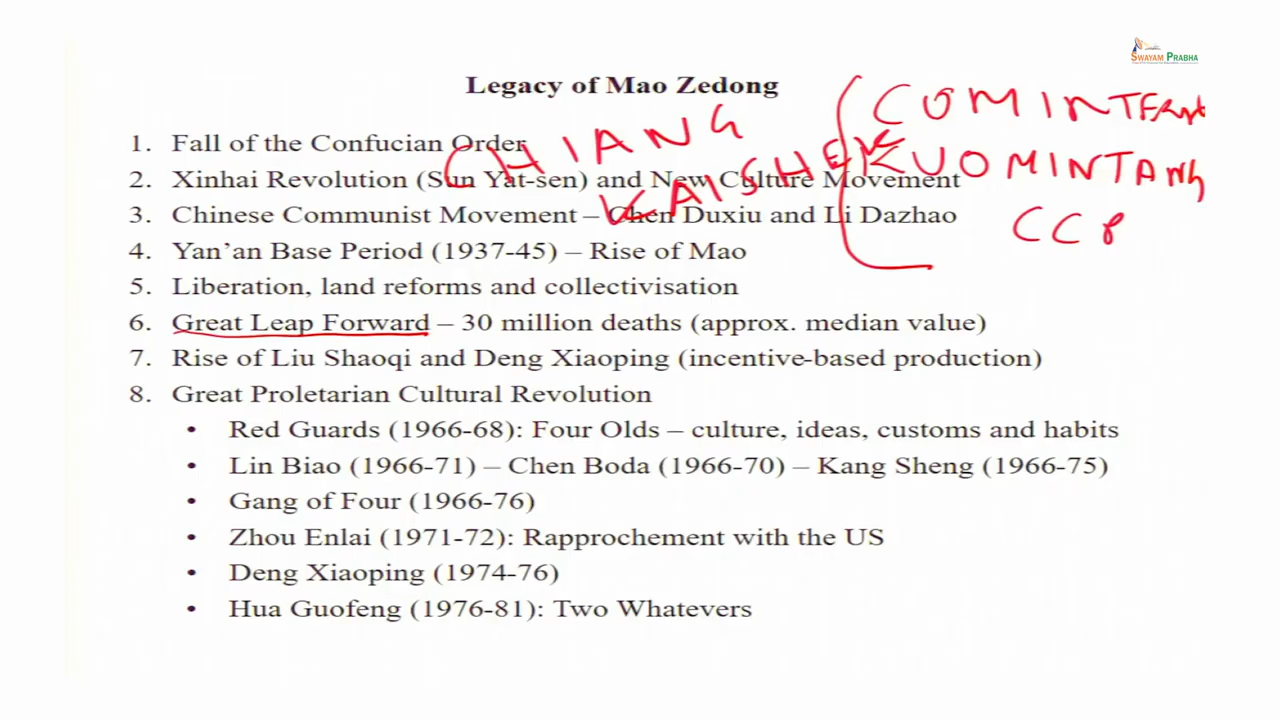 SWAYAM PRABHA
Legacy of Mao Zedong
COMINTERN
1. Fall of the Confucian Order
CHIANG
KUOMINTANG
2. Xinhai Revolution (Sun Yat-sen) and New Culture Movement
KAISHEK
3. Chinese Communist Movement – Chen Duxiu and Li Dazhao
CCP
4. Yan’an Base Period (1937-45) – Rise of Mao
5. Liberation, land reforms and collectivisation
6. Great Leap Forward – 30 million deaths (approx. median value)
7. Rise of Liu Shaoqi and Deng Xiaoping (incentive-based production)
8. Great Proletarian Cultural Revolution
• Red Guards (1966-68): Four Olds – culture, ideas, customs and habits
• Lin Biao (1966-71) – Chen Boda (1966-70) – Kang Sheng (1966-75)
• Gang of Four (1966-76)
• Zhou Enlai (1971-72): Rapprochement with the US
• Deng Xiaoping (1974-76)
• Hua Guofeng (1976-81): Two Whatevers